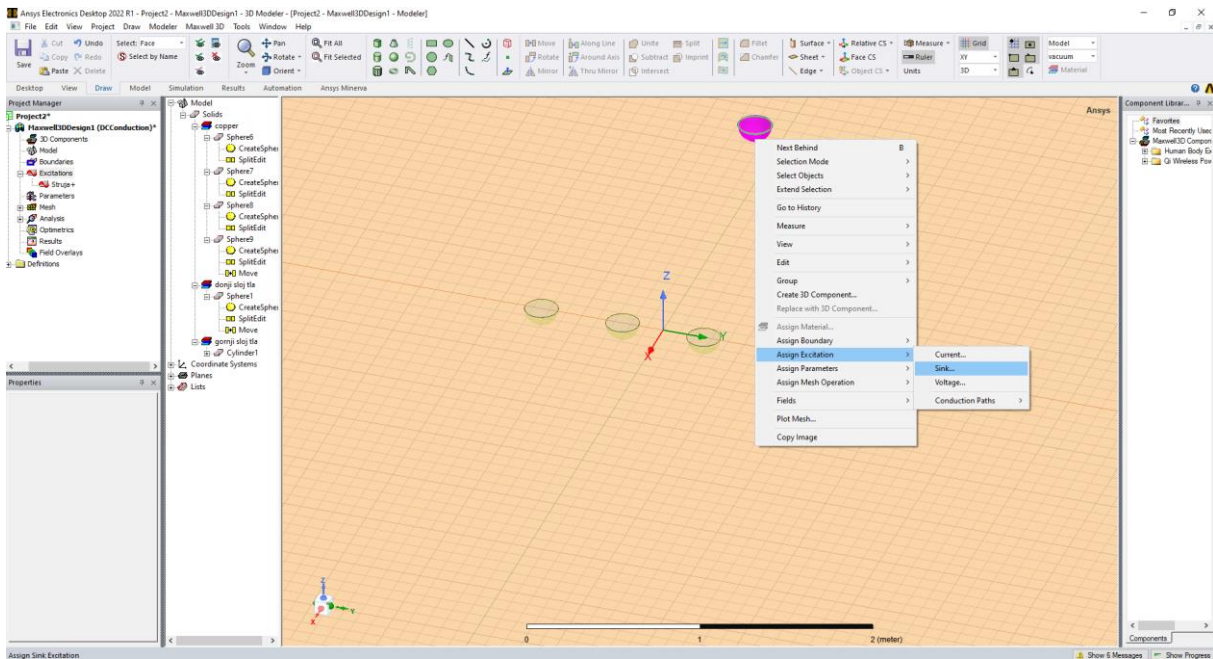 Ansys Electronics Desktop 2022 R1 - Project2 - Maxwell3DDesign1 - 3D Modeler - [Project2 - Maxwell3DDesign1 - Modeler]
File Edit View Project Draw Modeler Maxwell 3D Tools Window Help
Save
Cut Undo
Copy Redo
Paste Delete
Select: Face
Select by Name
Zoom
Pan
Rotate
Orient
Fit All
Fit Selected
Move Along Line Unite Split
Rotate Around Axis Subtract Imprint
Mirror Thru Mirror Intersect
Fillet
Chamfer
Surface Relative CS
Sheet Face CS
Edge Object CS
Measure
Ruler
Units
Grid
XY
3D
Model
vacuum
Material
Desktop View Draw Model Simulation Results Automation Ansys Minerva
Project Manager
Project2*
Maxwell3DDesign1 (DCConduction)*
3D Components
Model
Boundaries
Excitations
Struja+
Parameters
Mesh
Analysis
Optimetrics
Results
Field Overlays
Definitions
Properties
Model
Solids
copper
Sphere6
CreateSpher
SplitEdit
Sphere7
CreateSpher
SplitEdit
Sphere8
CreateSpher
SplitEdit
Sphere9
CreateSpher
SplitEdit
Move
donji sloj tla
Sphere1
CreateSpher
SplitEdit
Move
gornji sloj tla
Cylinder1
Coordinate Systems
Planes
Lists
Ansys
Z
Y
X
Next Behind B
Selection Mode
Select Objects
Extend Selection
Go to History
Measure
View
Edit
Group
Create 3D Component...
Replace with 3D Component...
Assign Material...
Assign Boundary
Assign Excitation
Assign Parameters
Assign Mesh Operation
Fields
Plot Mesh...
Copy Image
Current...
Sink...
Voltage...
Conduction Paths
Z
Y
X
0 1 2 (meter)
Component Librar...
Favorites
Most Recently Used
Maxwell3D Compon
Human Body Ex
Qi Wireless Pow
Components
Assign Sink Excitation
Show 6 Messages Show Progress